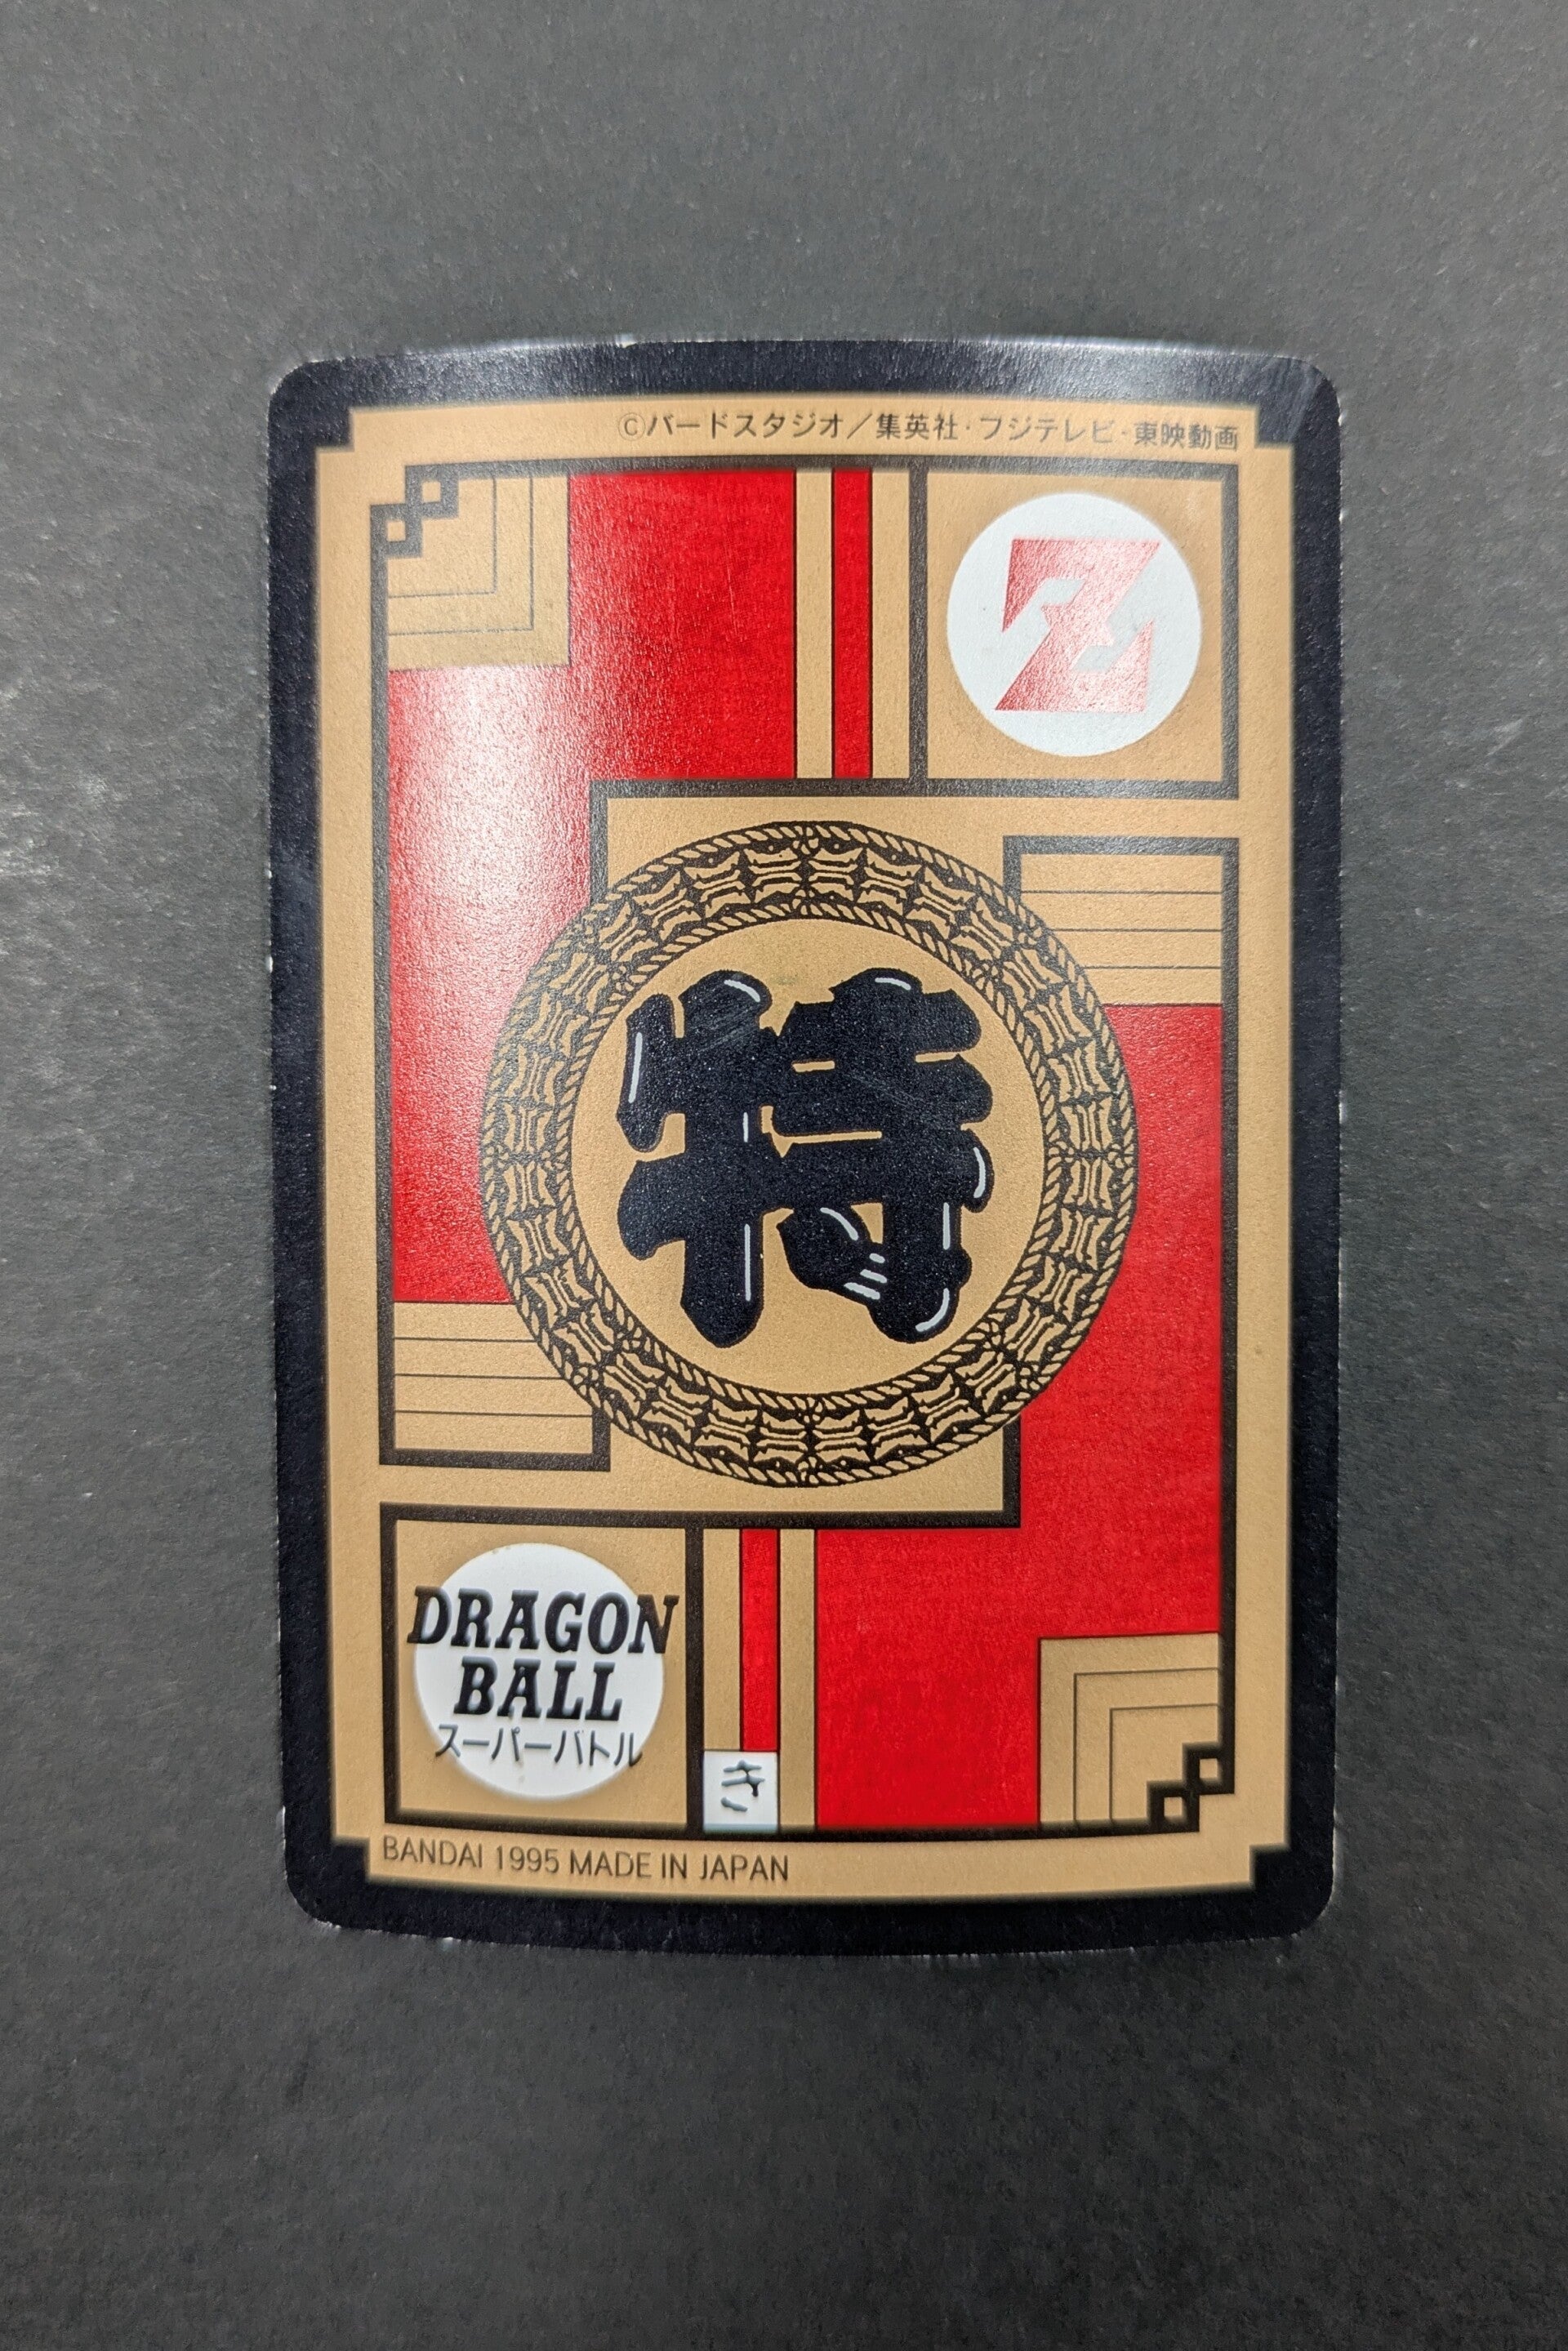 ©バードスタジオ／集英社・フジテレビ・東映動画
Z
特
DRAGON
BALL
スーパーバトル
き
BANDAI 1995 MADE IN JAPAN